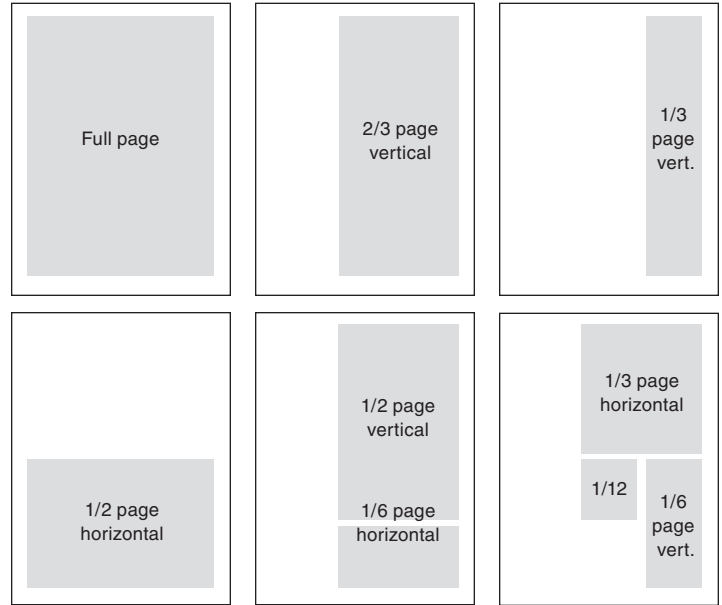 Full page
2/3 page
vertical
1/3
page
vert.
1/2 page
horizontal
1/2 page
vertical
1/6 page
horizontal
1/3 page
horizontal
1/12
1/6
page
vert.